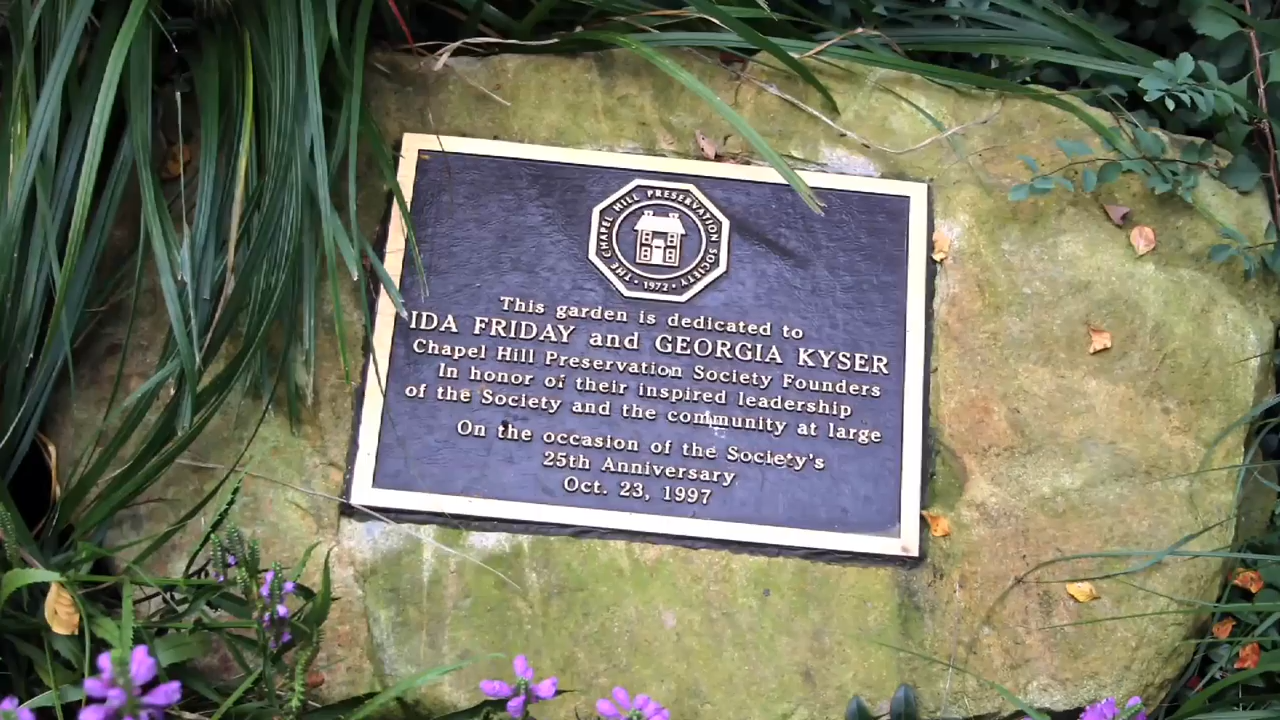 THE CHAPEL HILL PRESERVATION SOCIETY
• 1972 •
This garden is dedicated to
IDA FRIDAY and GEORGIA KYSER
Chapel Hill Preservation Society Founders
In honor of their inspired leadership
of the Society and the community at large
On the occasion of the Society's
25th Anniversary
Oct. 23, 1997